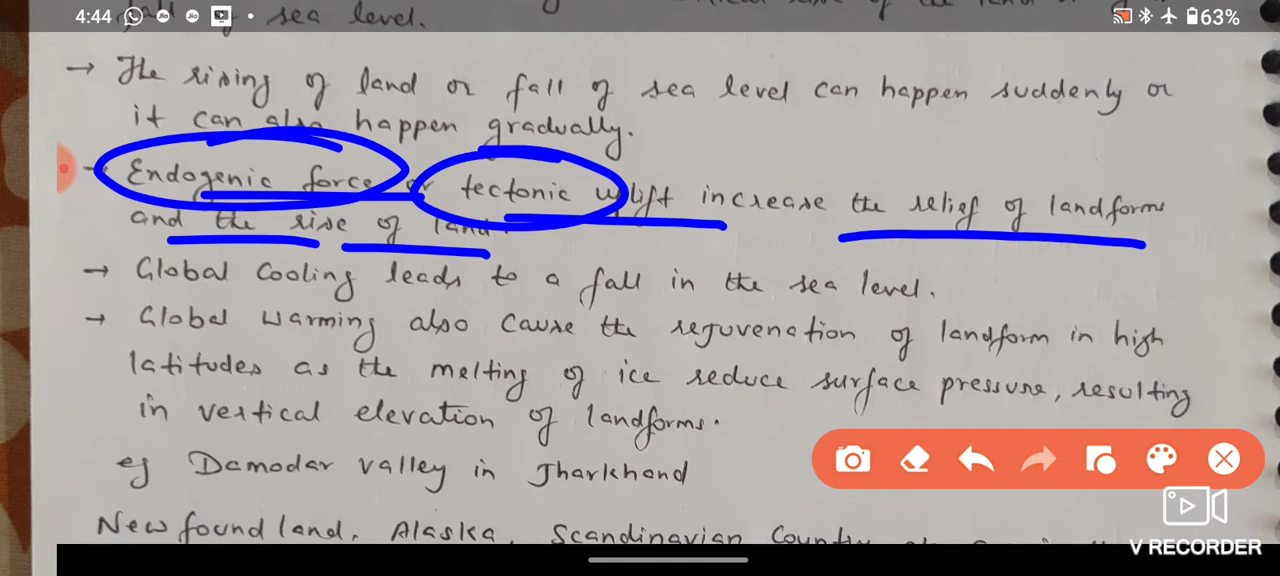 4:44 63%
sea level.
→ The rising of land or fall of sea level can happen suddenly or
it can also happen gradually.
Endogenic force or tectonic uplift increase the relief of landforms
and the rise of land.
→ Global Cooling leads to a fall in the sea level.
→ Global warming also cause the rejuvenation of landform in high
latitudes as the melting of ice reduce surface pressure, resulting
in vertical elevation of landforms.
eg Damodar valley in Jharkhand
Newfoundland, Alaska, Scandinavian
V RECORDER